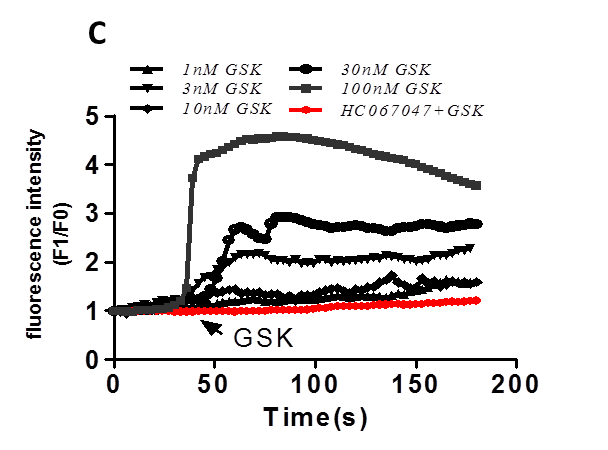 C
1nM GSK
3nM GSK
10nM GSK
30nM GSK
100nM GSK
HC067047+GSK
fluorescence intensity
(F1/F0)
5
4
3
2
1
0
GSK
0 50 100 150 200
Time(s)